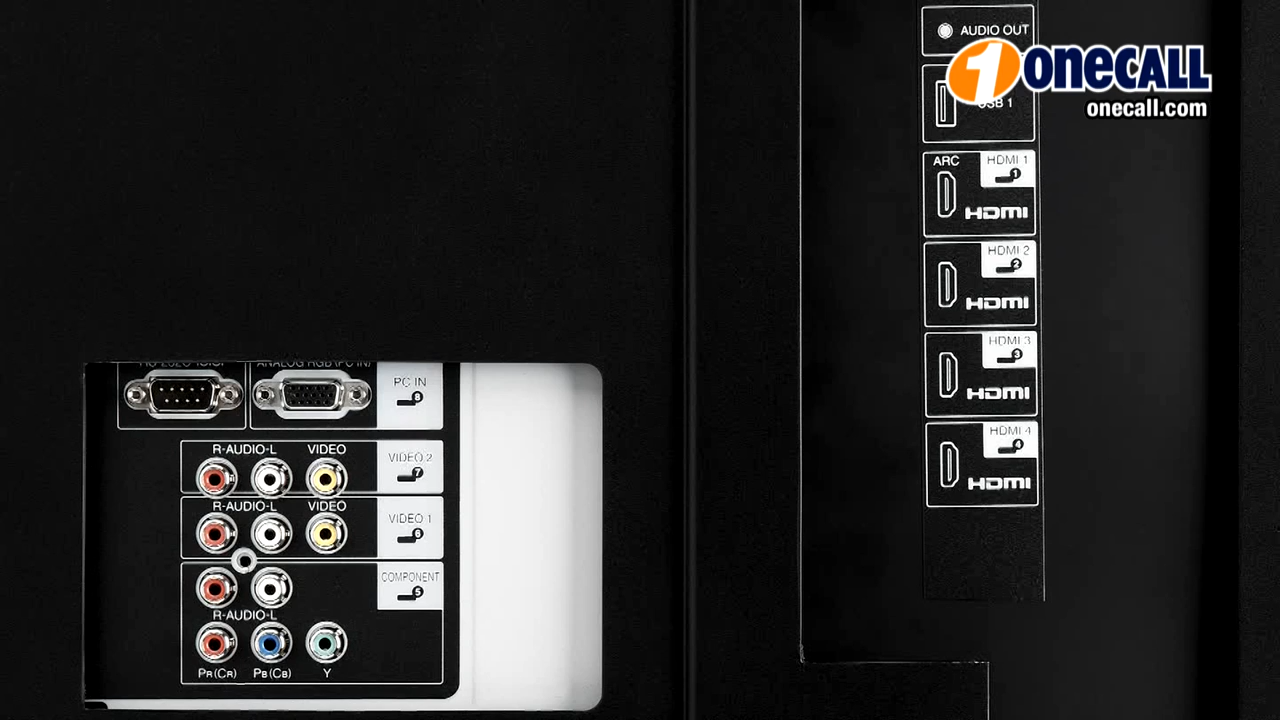 AUDIO OUT
1 ONECALL
onecall.com
USB 1
ARC
HDMI 1
1
HDMI
HDMI 2
2
HDMI
HDMI 3
3
HDMI
HDMI 4
4
HDMI
ANALOG RGB (PC IN)
PC IN
8
R-AUDIO-L VIDEO
VIDEO 2
7
R-AUDIO-L VIDEO
VIDEO 1
6
COMPONENT
5
R-AUDIO-L
PR(CR) PB(CB) Y